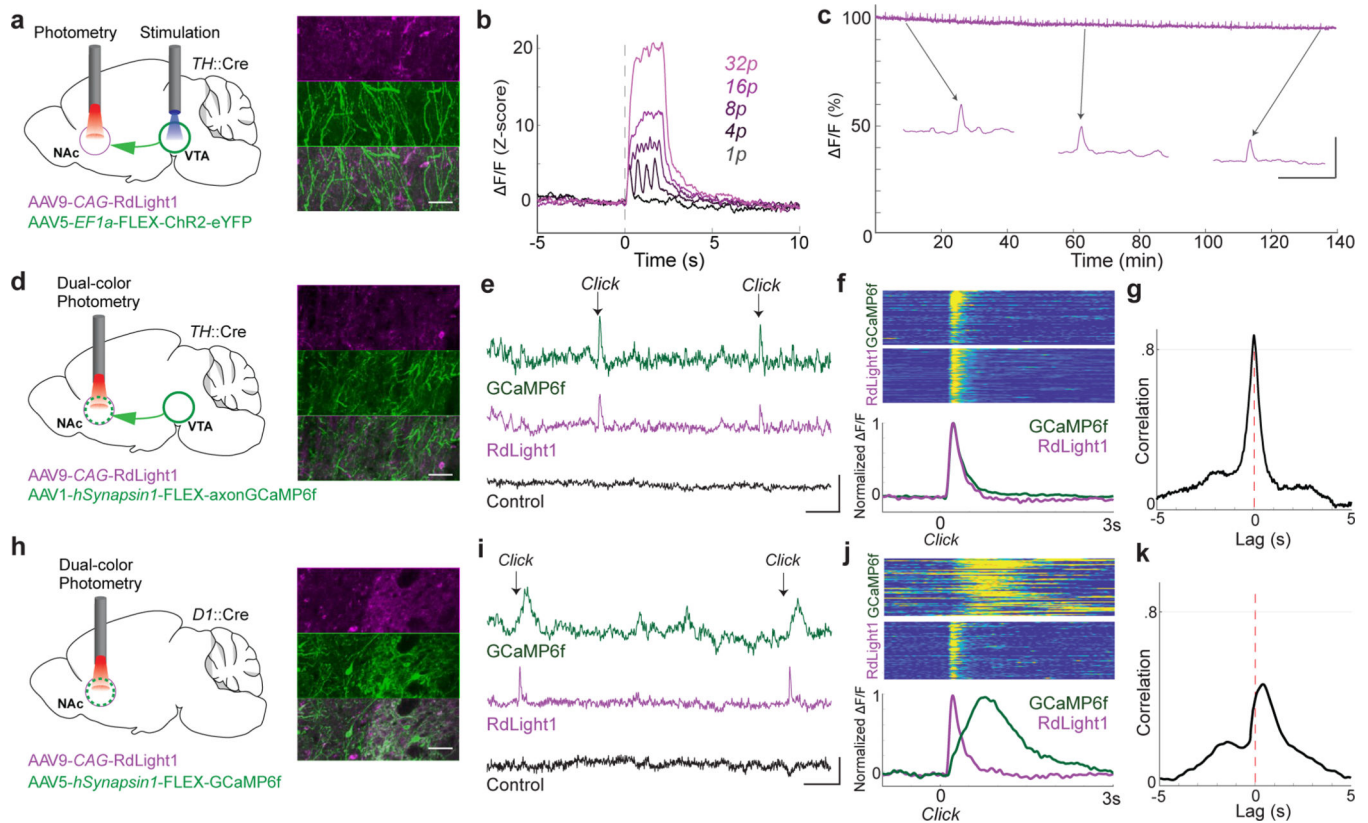 a
Photometry
Stimulation
TH::Cre
NAc
VTA
AAV9-CAG-RdLight1
AAV5-EF1a-FLEX-ChR2-eYFP
b
ΔF/F (Z-score)
20
10
0
32p
16p
8p
4p
1p
-5
0
5
10
Time (s)
c
ΔF/F (%)
100
50
0
0
20
40
60
80
100
120
140
Time (min)
d
Dual-color
Photometry
TH::Cre
NAc
VTA
AAV9-CAG-RdLight1
AAV1-hSynapsin1-FLEX-axonGCaMP6f
e
Click
Click
GCaMP6f
RdLight1
Control
f
GCaMP6f
RdLight1
Normalized ΔF/F
1
0
GCaMP6f
RdLight1
0
3s
Click
g
Correlation
.8
0
-5
0
5
Lag (s)
h
Dual-color
Photometry
D1::Cre
NAc
AAV9-CAG-RdLight1
AAV5-hSynapsin1-FLEX-GCaMP6f
i
Click
Click
GCaMP6f
RdLight1
Control
j
GCaMP6f
RdLight1
Normalized ΔF/F
1
0
GCaMP6f
RdLight1
0
3s
Click
k
Correlation
.8
0
-5
0
5
Lag (s)